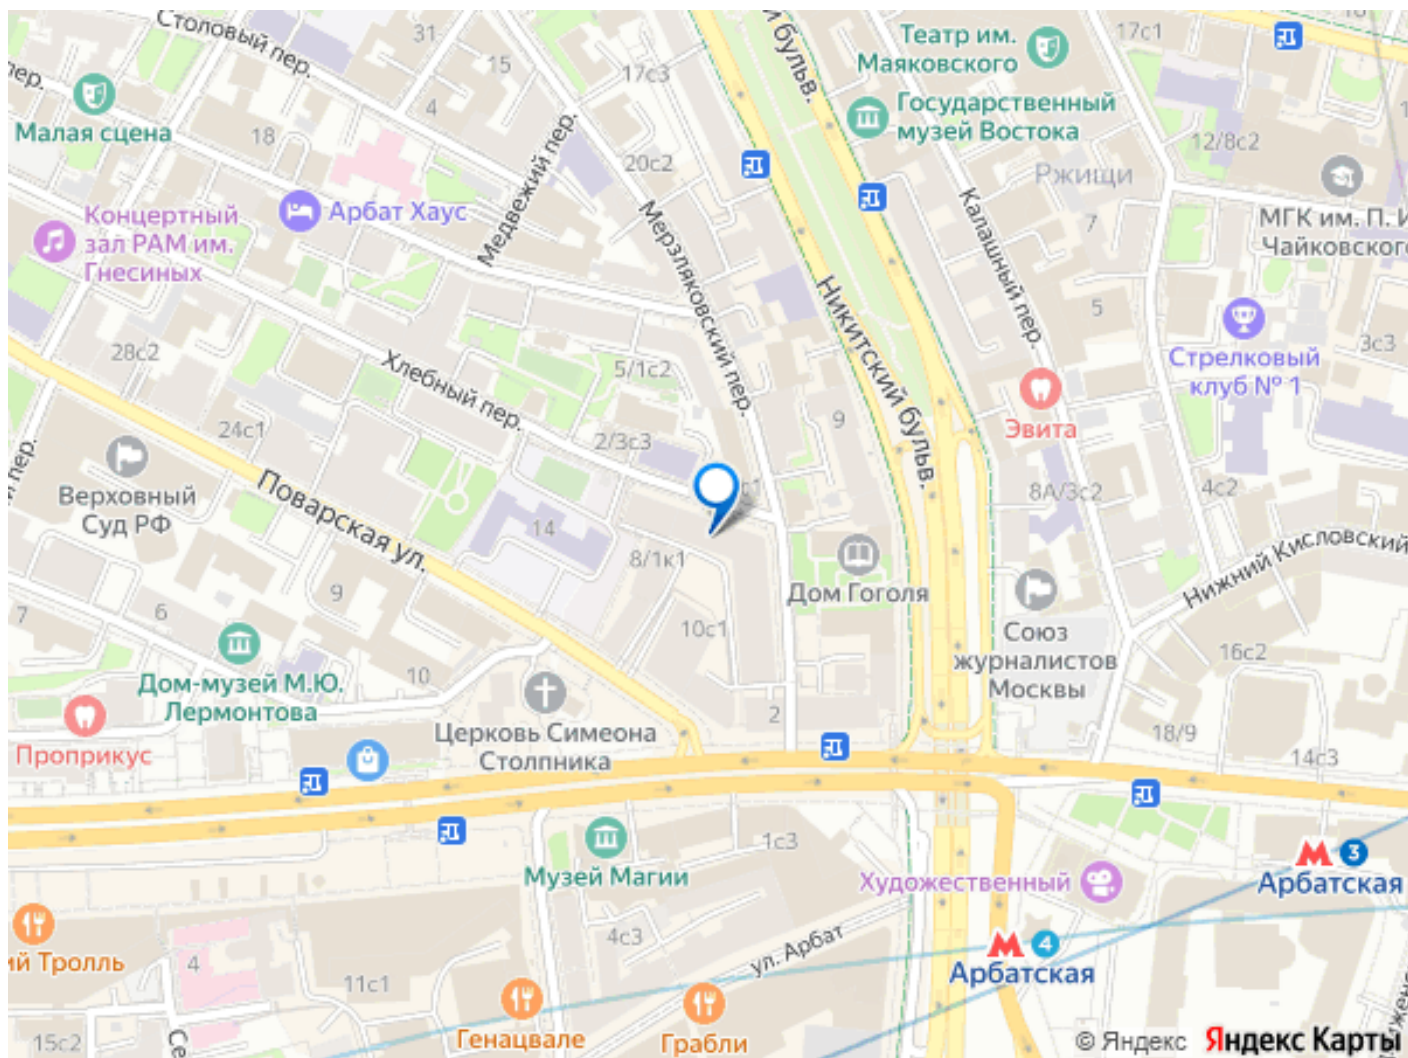 Столовый пер.
31
15
17с3
Театр им.
Маяковского
17с1
Малая сцена
4
18
Медвежий пер.
20с2
Государственный
музей Востока
12/8с2
Ржищи
7
МГК им. П. И
Чайковского
Концертный
зал РАМ им.
Гнесиных
Арбат Хаус
Мерзляковский пер.
Калашный пер.
Никитский бульв.
5
Стрелковый
клуб № 1
3с3
28с2
Хлебный пер.
5/1с2
9
Эвита
24с1
2/3с3
Верховный
Суд РФ
Поварская ул.
14
8/1к1
8А/3с2
4с2
Нижний Кисловский
Дом Гоголя
7
6
9
10с1
Союз
журналистов
Москвы
16с2
Дом-музей М.Ю.
Лермонтова
10
2
Церковь Симеона
Столпника
18/9
14с3
Проприкус
Музей Магии
1с3
Художественный
3
Арбатская
4с3
ул. Арбат
4
Арбатская
ий Тролль
4
11с1
15с2
Генацвале
Грабли
© Яндекс Яндекс Карты